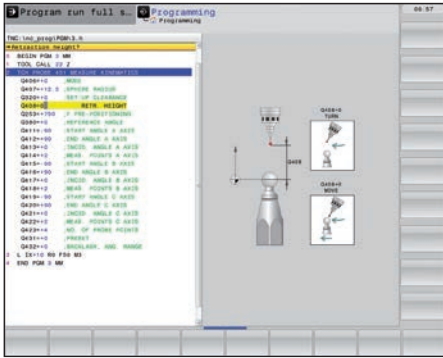 Program run full s…
Programming
Programming
06:57
TNC:\nc_prog\PGM\3.h
Retraction height?
0 BEGIN PGM 3 MM
1 TOOL CALL 22 Z
2 TCH PROBE 451 MEASURE KINEMATICS
Q406=+0 ;MODE
Q407=+12.5 ;SPHERE RADIUS
Q320=+0 ;SET-UP CLEARANCE
Q408=0 RETR. HEIGHT
Q253=+750 ;F PRE-POSITIONING
Q380=+0 ;REFERENCE ANGLE
Q411=-90 ;START ANGLE A AXIS
Q412=+90 ;END ANGLE A AXIS
Q413=+0 ;INCID. ANGLE A AXIS
Q414=+2 ;MEAS. POINTS A AXIS
Q415=-90 ;START ANGLE B AXIS
Q416=+90 ;END ANGLE B AXIS
Q417=+0 ;INCID. ANGLE B AXIS
Q418=+2 ;MEAS. POINTS B AXIS
Q419=-90 ;START ANGLE C AXIS
Q420=+90 ;END ANGLE C AXIS
Q421=+0 ;INCID. ANGLE C AXIS
Q422=+2 ;MEAS. POINTS C AXIS
Q423=+4 ;NO. OF PROBE POINTS
Q431=+0 ;PRESET
Q432=+0 ;BACKLASH, ANG. RANGE
3 L IX+10 R0 F50 M3
4 END PGM 3 MM
Q408
Q408=0
TURN
MOVE